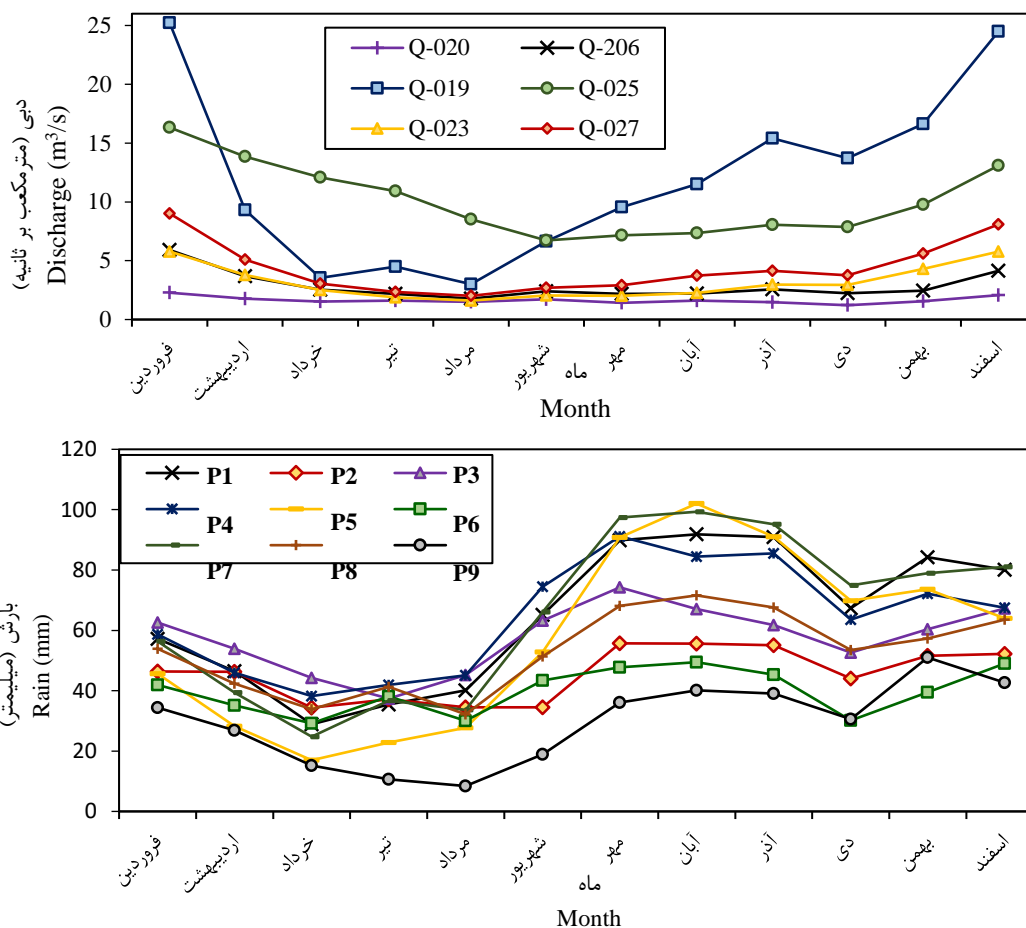 25
20
15
10
5
0
دبی (مترمکعب بر ثانیه)
Discharge (m³/s)
Q-020 Q-206
Q-019 Q-025
Q-023 Q-027
فروردین اردیبهشت خرداد تیر مرداد شهریور مهر آبان آذر دی بهمن اسفند
ماه
Month
120
100
80
60
40
20
0
بارش (میلیمتر)
Rain (mm)
P1 P2 P3
P4 P5 P6
P7 P8 P9
فروردین اردیبهشت خرداد تیر مرداد شهریور مهر آبان آذر دی بهمن اسفند
ماه
Month